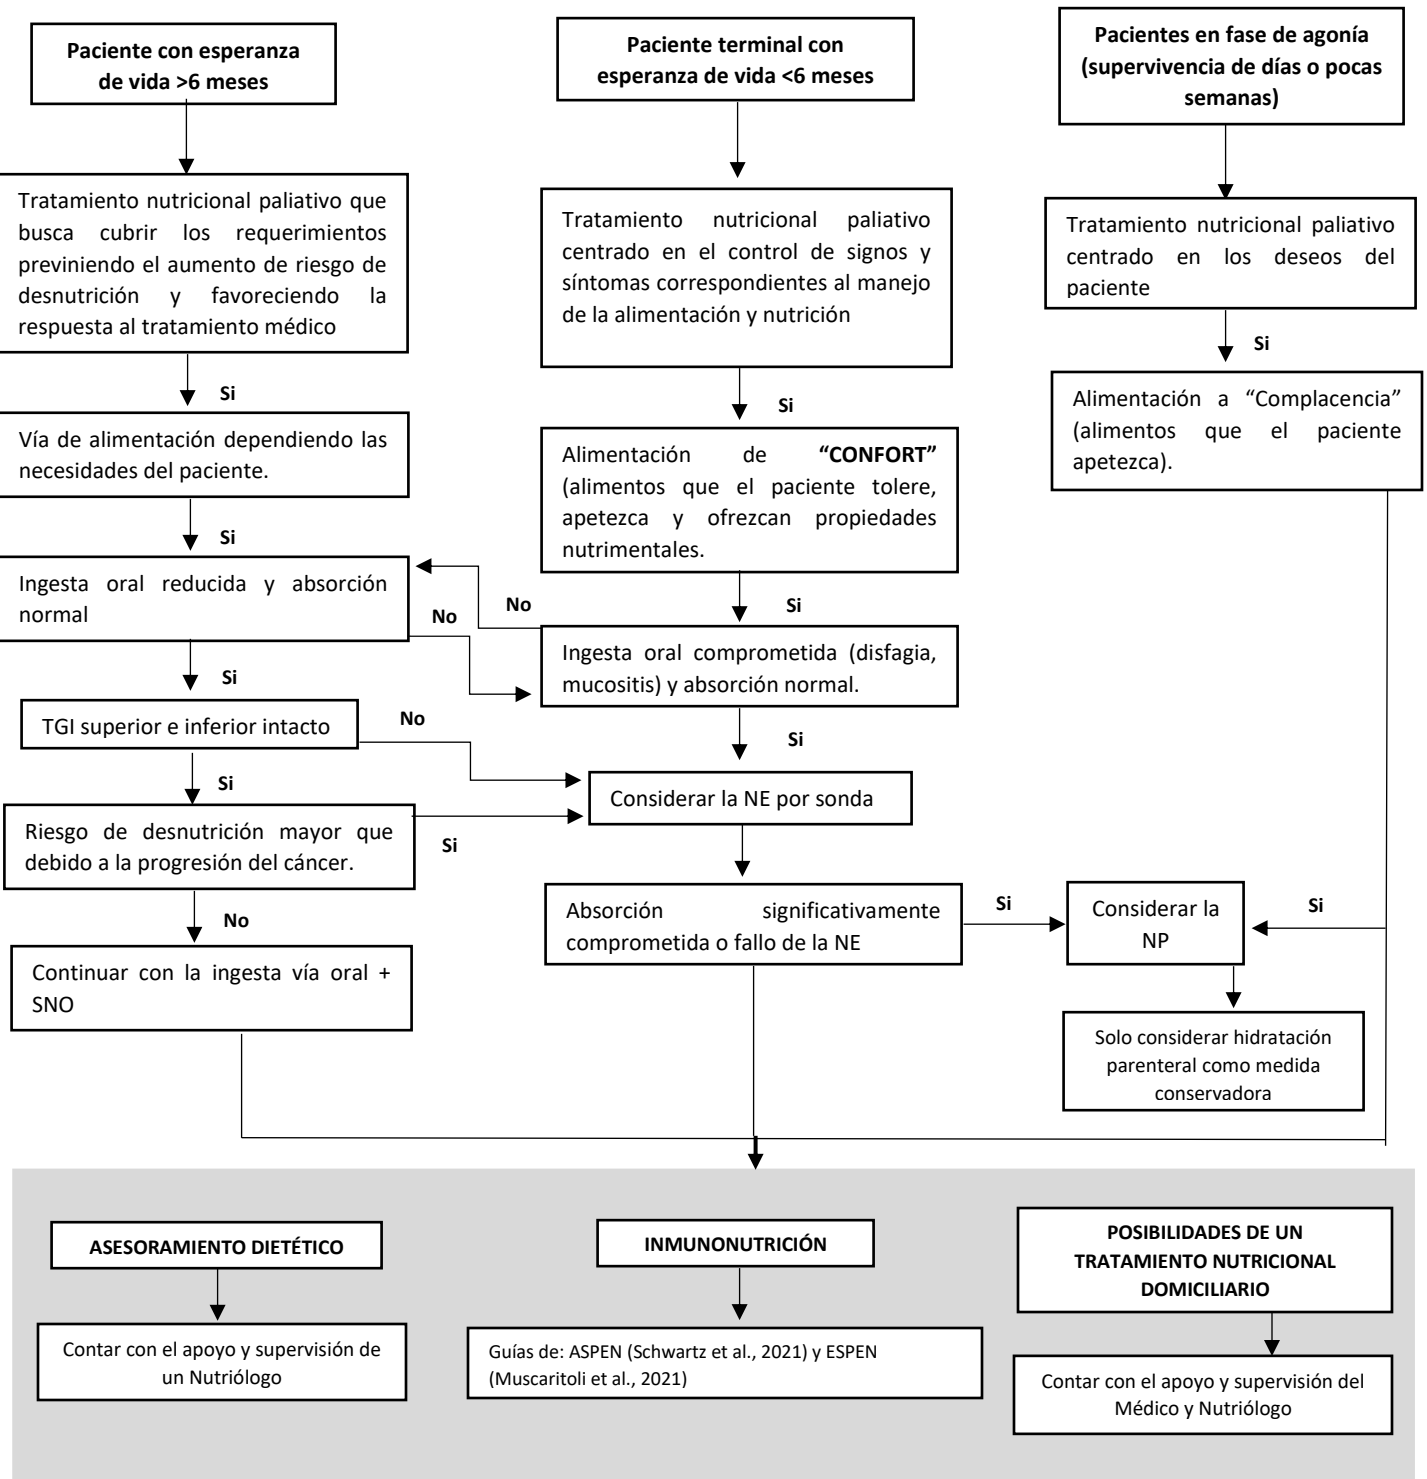 Paciente con esperanza
de vida >6 meses
Tratamiento nutricional paliativo que
busca cubrir los requerimientos
previniendo el aumento de riesgo de
desnutrición y favoreciendo la
respuesta al tratamiento médico
Si
Vía de alimentación dependiendo las
necesidades del paciente.
Si
Ingesta oral reducida y absorción
normal
No
Si
TGI superior e inferior intacto
No
Si
Riesgo de desnutrición mayor que
debido a la progresión del cáncer.
Si
No
Continuar con la ingesta vía oral +
SNO
Paciente terminal con
esperanza de vida <6 meses
Tratamiento nutricional paliativo
centrado en el control de signos y
síntomas correspondientes al manejo
de la alimentación y nutrición
Si
Alimentación de “CONFORT”
(alimentos que el paciente tolere,
apetezca y ofrezcan propiedades
nutrimentales.
Si
No
Ingesta oral comprometida (disfagia,
mucositis) y absorción normal.
Si
Considerar la NE por sonda
Absorción significativamente
comprometida o fallo de la NE
Si
Pacientes en fase de agonía
(supervivencia de días o pocas
semanas)
Tratamiento nutricional paliativo
centrado en los deseos del
paciente
Si
Alimentación a “Complacencia”
(alimentos que el paciente
apetezca).
Si
Considerar la
NP
Solo considerar hidratación
parenteral como medida
conservadora
ASESORAMIENTO DIETÉTICO
Contar con el apoyo y supervisión de
un Nutriólogo
INMUNONUTRICIÓN
Guías de: ASPEN (Schwartz et al., 2021) y ESPEN
(Muscaritoli et al., 2021)
POSIBILIDADES DE UN
TRATAMIENTO NUTRICIONAL
DOMICILIARIO
Contar con el apoyo y supervisión del
Médico y Nutriólogo